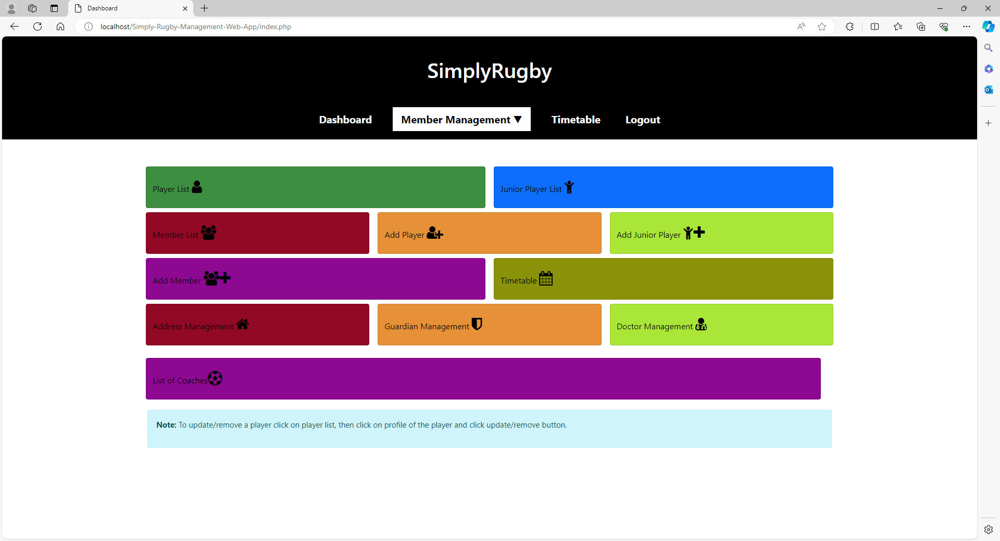 Dashboard
localhost/Simply-Rugby-Management-Web-App/index.php
SimplyRugby
Dashboard Member Management ▼ Timetable Logout
Player List Junior Player List
Member List Add Player Add Junior Player
Add Member Timetable
Address Management Guardian Management Doctor Management
List of Coaches
Note: To update/remove a player click on player list, then click on profile of the player and click update/remove button.